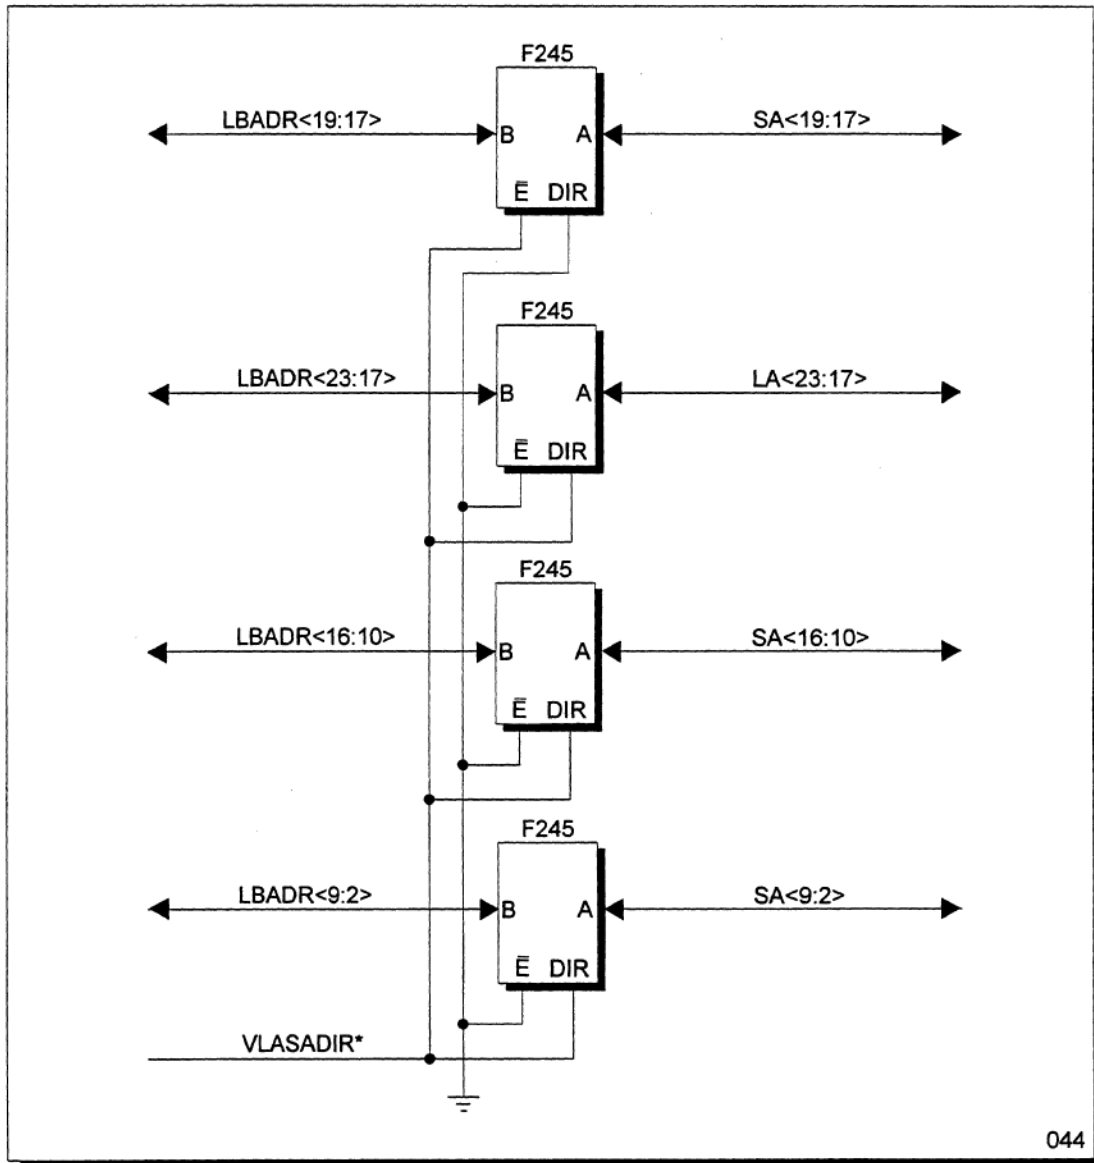 F245
LBADR<19:17> B A SA<19:17>
E̅ DIR
F245
LBADR<23:17> B A LA<23:17>
E̅ DIR
F245
LBADR<16:10> B A SA<16:10>
E̅ DIR
F245
LBADR<9:2> B A SA<9:2>
E̅ DIR
VLASADIR*
044